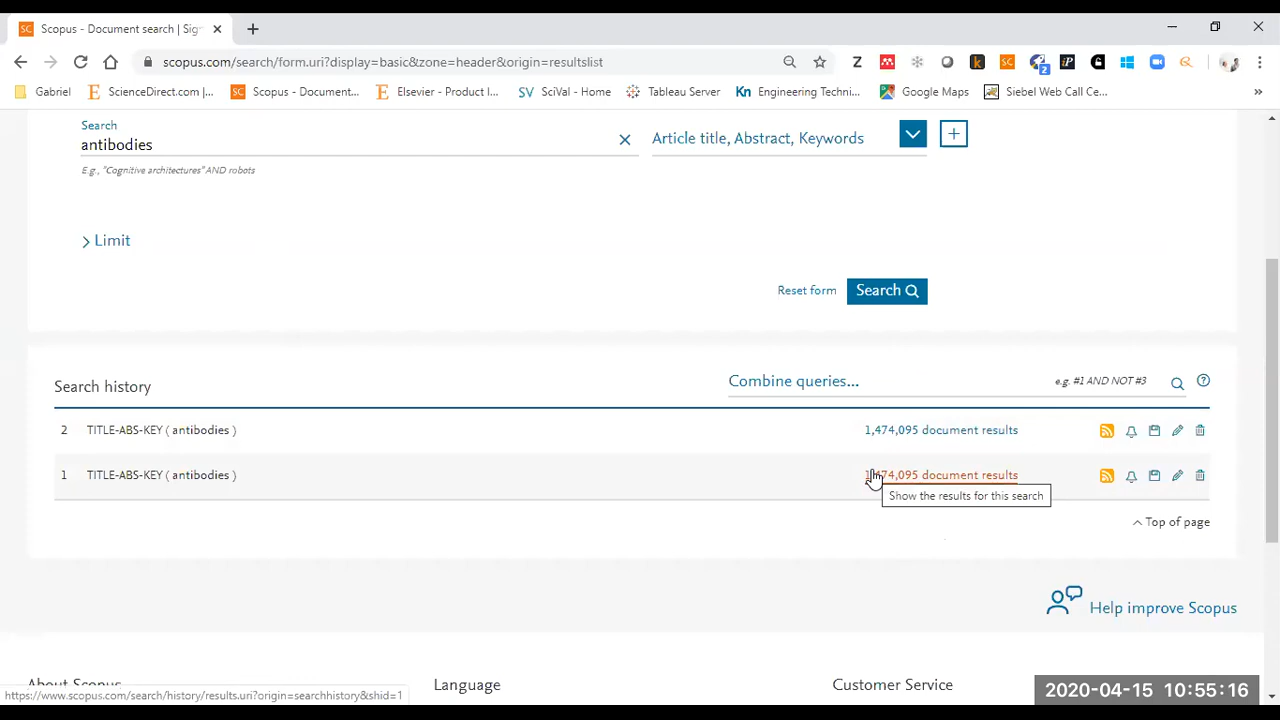 Scopus - Document search | Sig
scopus.com/search/form.uri?display=basic&zone=header&origin=resultslist
Gabriel
ScienceDirect.com |...
Scopus - Document...
Elsevier - Product I...
SciVal - Home
Tableau Server
Engineering Techni...
Google Maps
Siebel Web Call Ce...
»
Search
antibodies
Article title, Abstract, Keywords
E.g., "Cognitive architectures" AND robots
Limit
Reset form
Search
Search history
Combine queries...
e.g. #1 AND NOT #3
2 TITLE-ABS-KEY ( antibodies ) 1,474,095 document results
1 TITLE-ABS-KEY ( antibodies ) 1,474,095 document results
Show the results for this search
Top of page
Help improve Scopus
About Scopus
Language
Customer Service
https://www.scopus.com/search/history/results.uri?origin=searchhistory&shid=1
2020-04-15 10:55:16